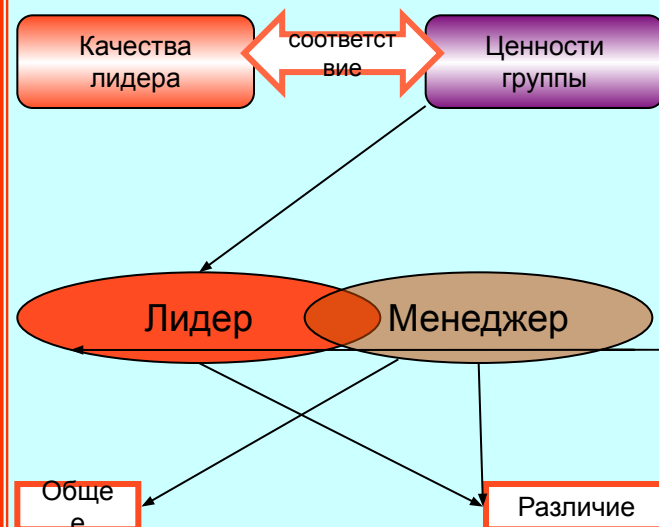 Качества
лидера
соответст
вие
Ценности
группы
Лидер
Менеджер
Обще
е
Различие